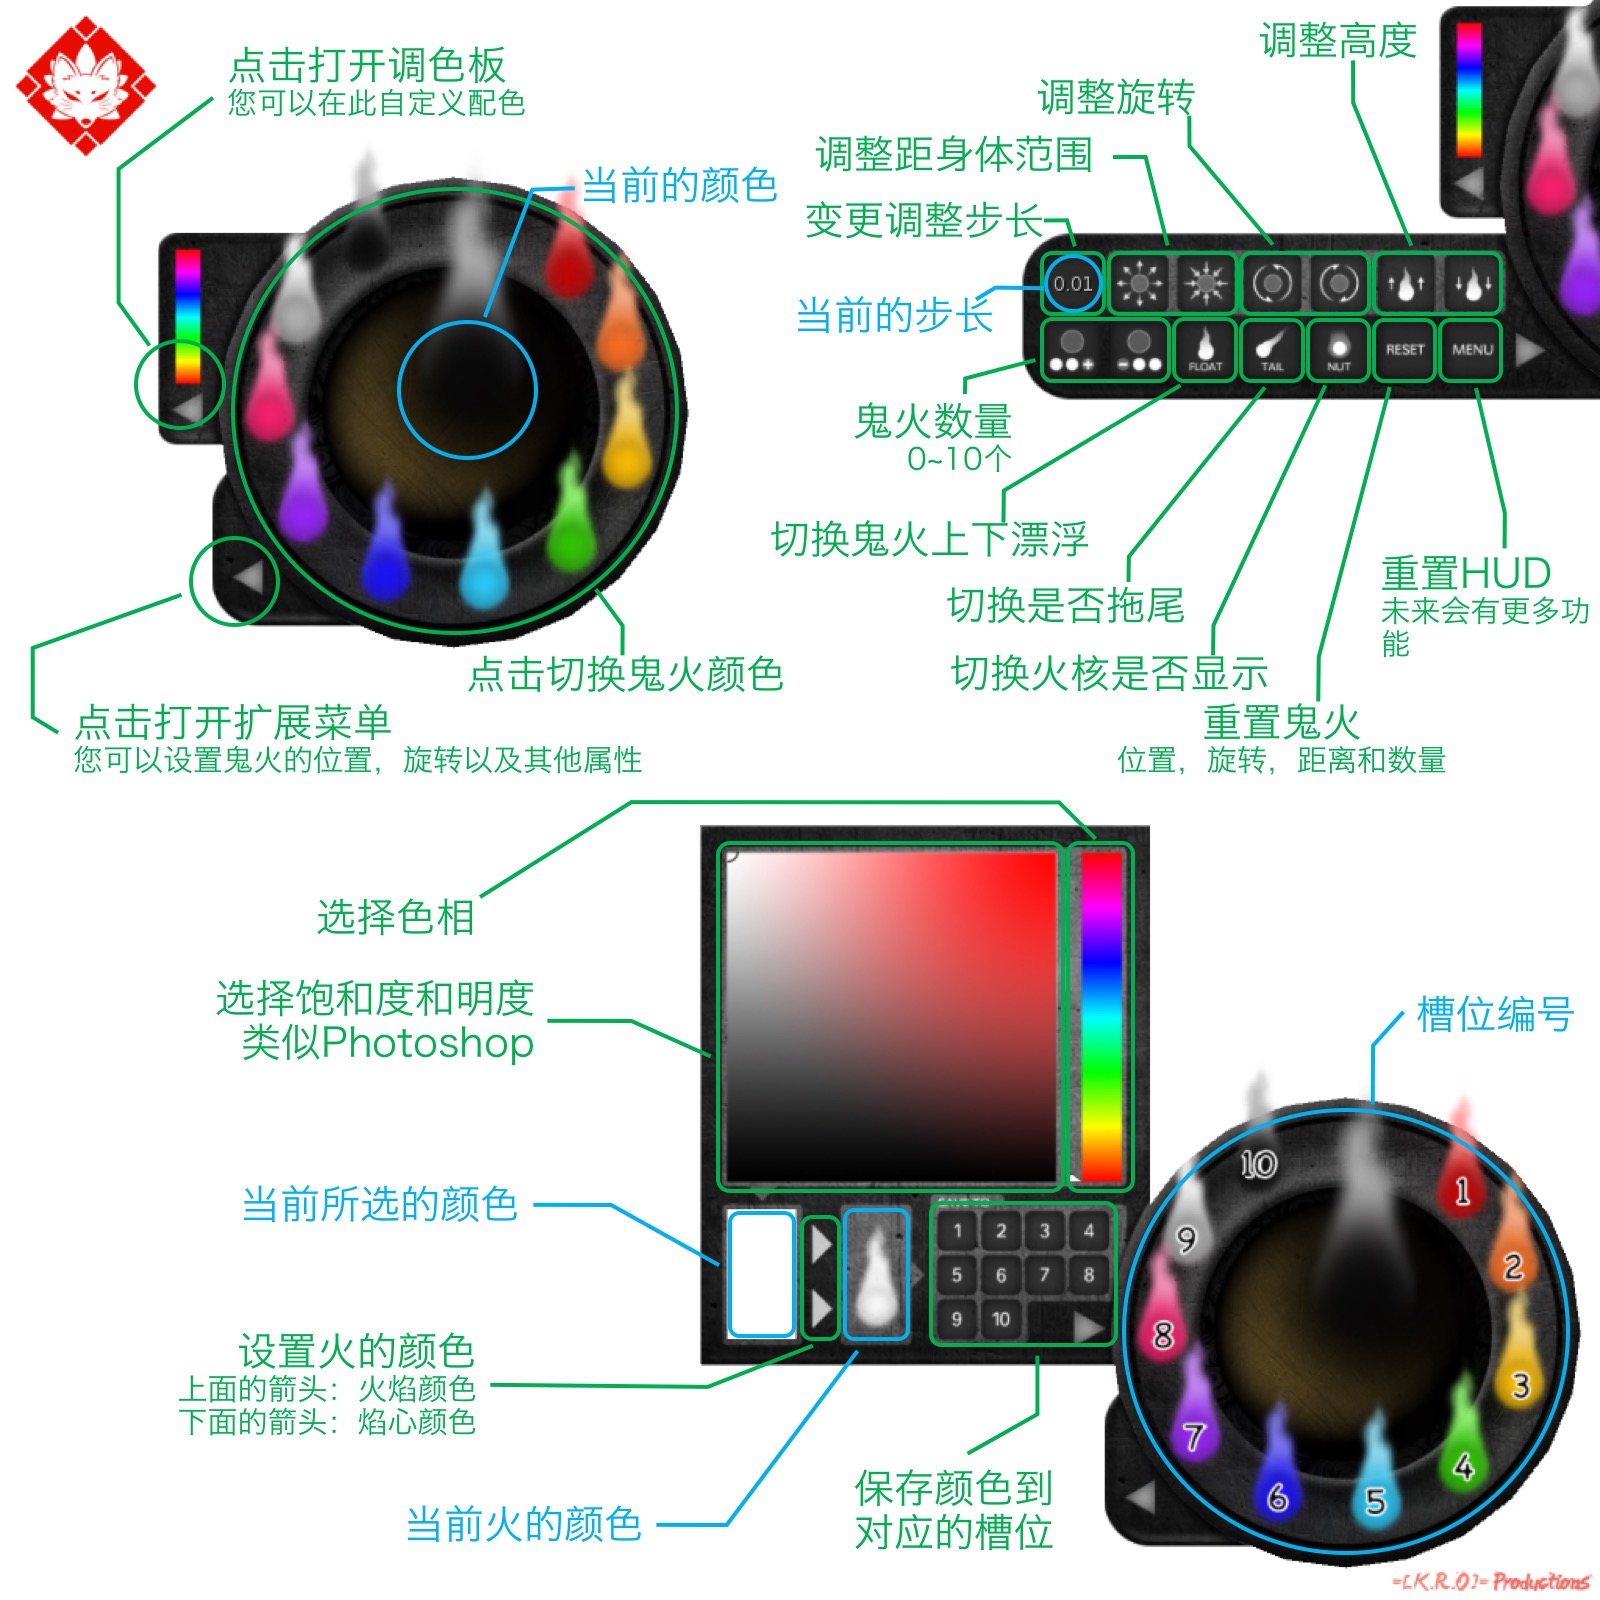 点击打开调色板
您可以在此自定义配色
当前的颜色
点击切换鬼火颜色
点击打开扩展菜单
您可以设置鬼火的位置，旋转以及其他属性
调整高度
调整旋转
调整距身体范围
变更调整步长
当前的步长
0.01
FLOAT
TAIL
NUT
RESET
MENU
鬼火数量
0~10个
切换鬼火上下漂浮
切换是否拖尾
切换火核是否显示
重置鬼火
位置，旋转，距离和数量
重置HUD
未来会有更多功
能
选择色相
选择饱和度和明度
类似Photoshop
当前所选的颜色
设置火的颜色
上面的箭头：火焰颜色
下面的箭头：焰心颜色
当前火的颜色
SAVE TO
1 2 3 4
5 6 7 8
9 10
保存颜色到
对应的槽位
槽位编号
1
2
3
4
5
6
7
8
9
10
=[K.R.O]= Productions